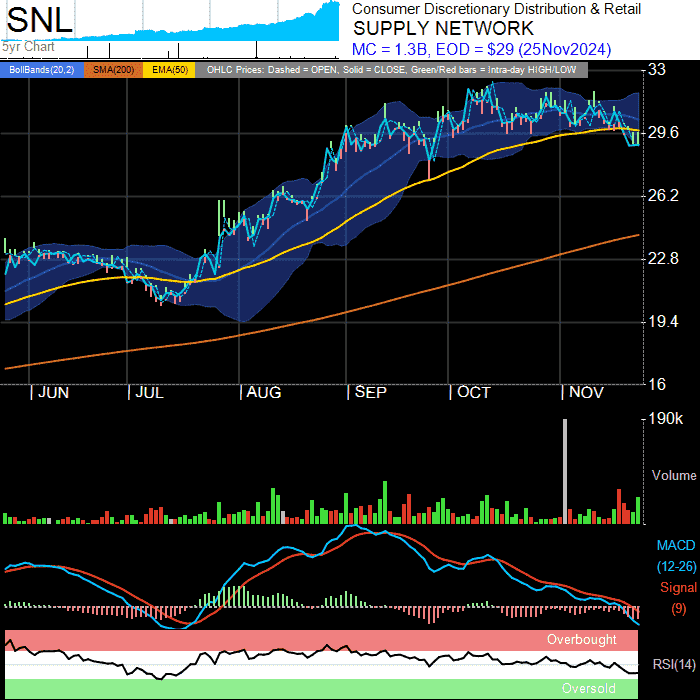 SNL
Consumer Discretionary Distribution & Retail
SUPPLY NETWORK
5yr Chart
MC = 1.3B, EOD = $29 (25Nov2024)
BollBands(20,2) SMA(200) EMA(50) OHLC Prices: Dashed = OPEN, Solid = CLOSE, Green/Red bars = Intra-day HIGH/LOW
33
29.6
26.2
22.8
19.4
16
| JUN | JUL | AUG | SEP | OCT | NOV
190k
Volume
MACD
(12-26)
Signal
(9)
Overbought
RSI(14)
Oversold